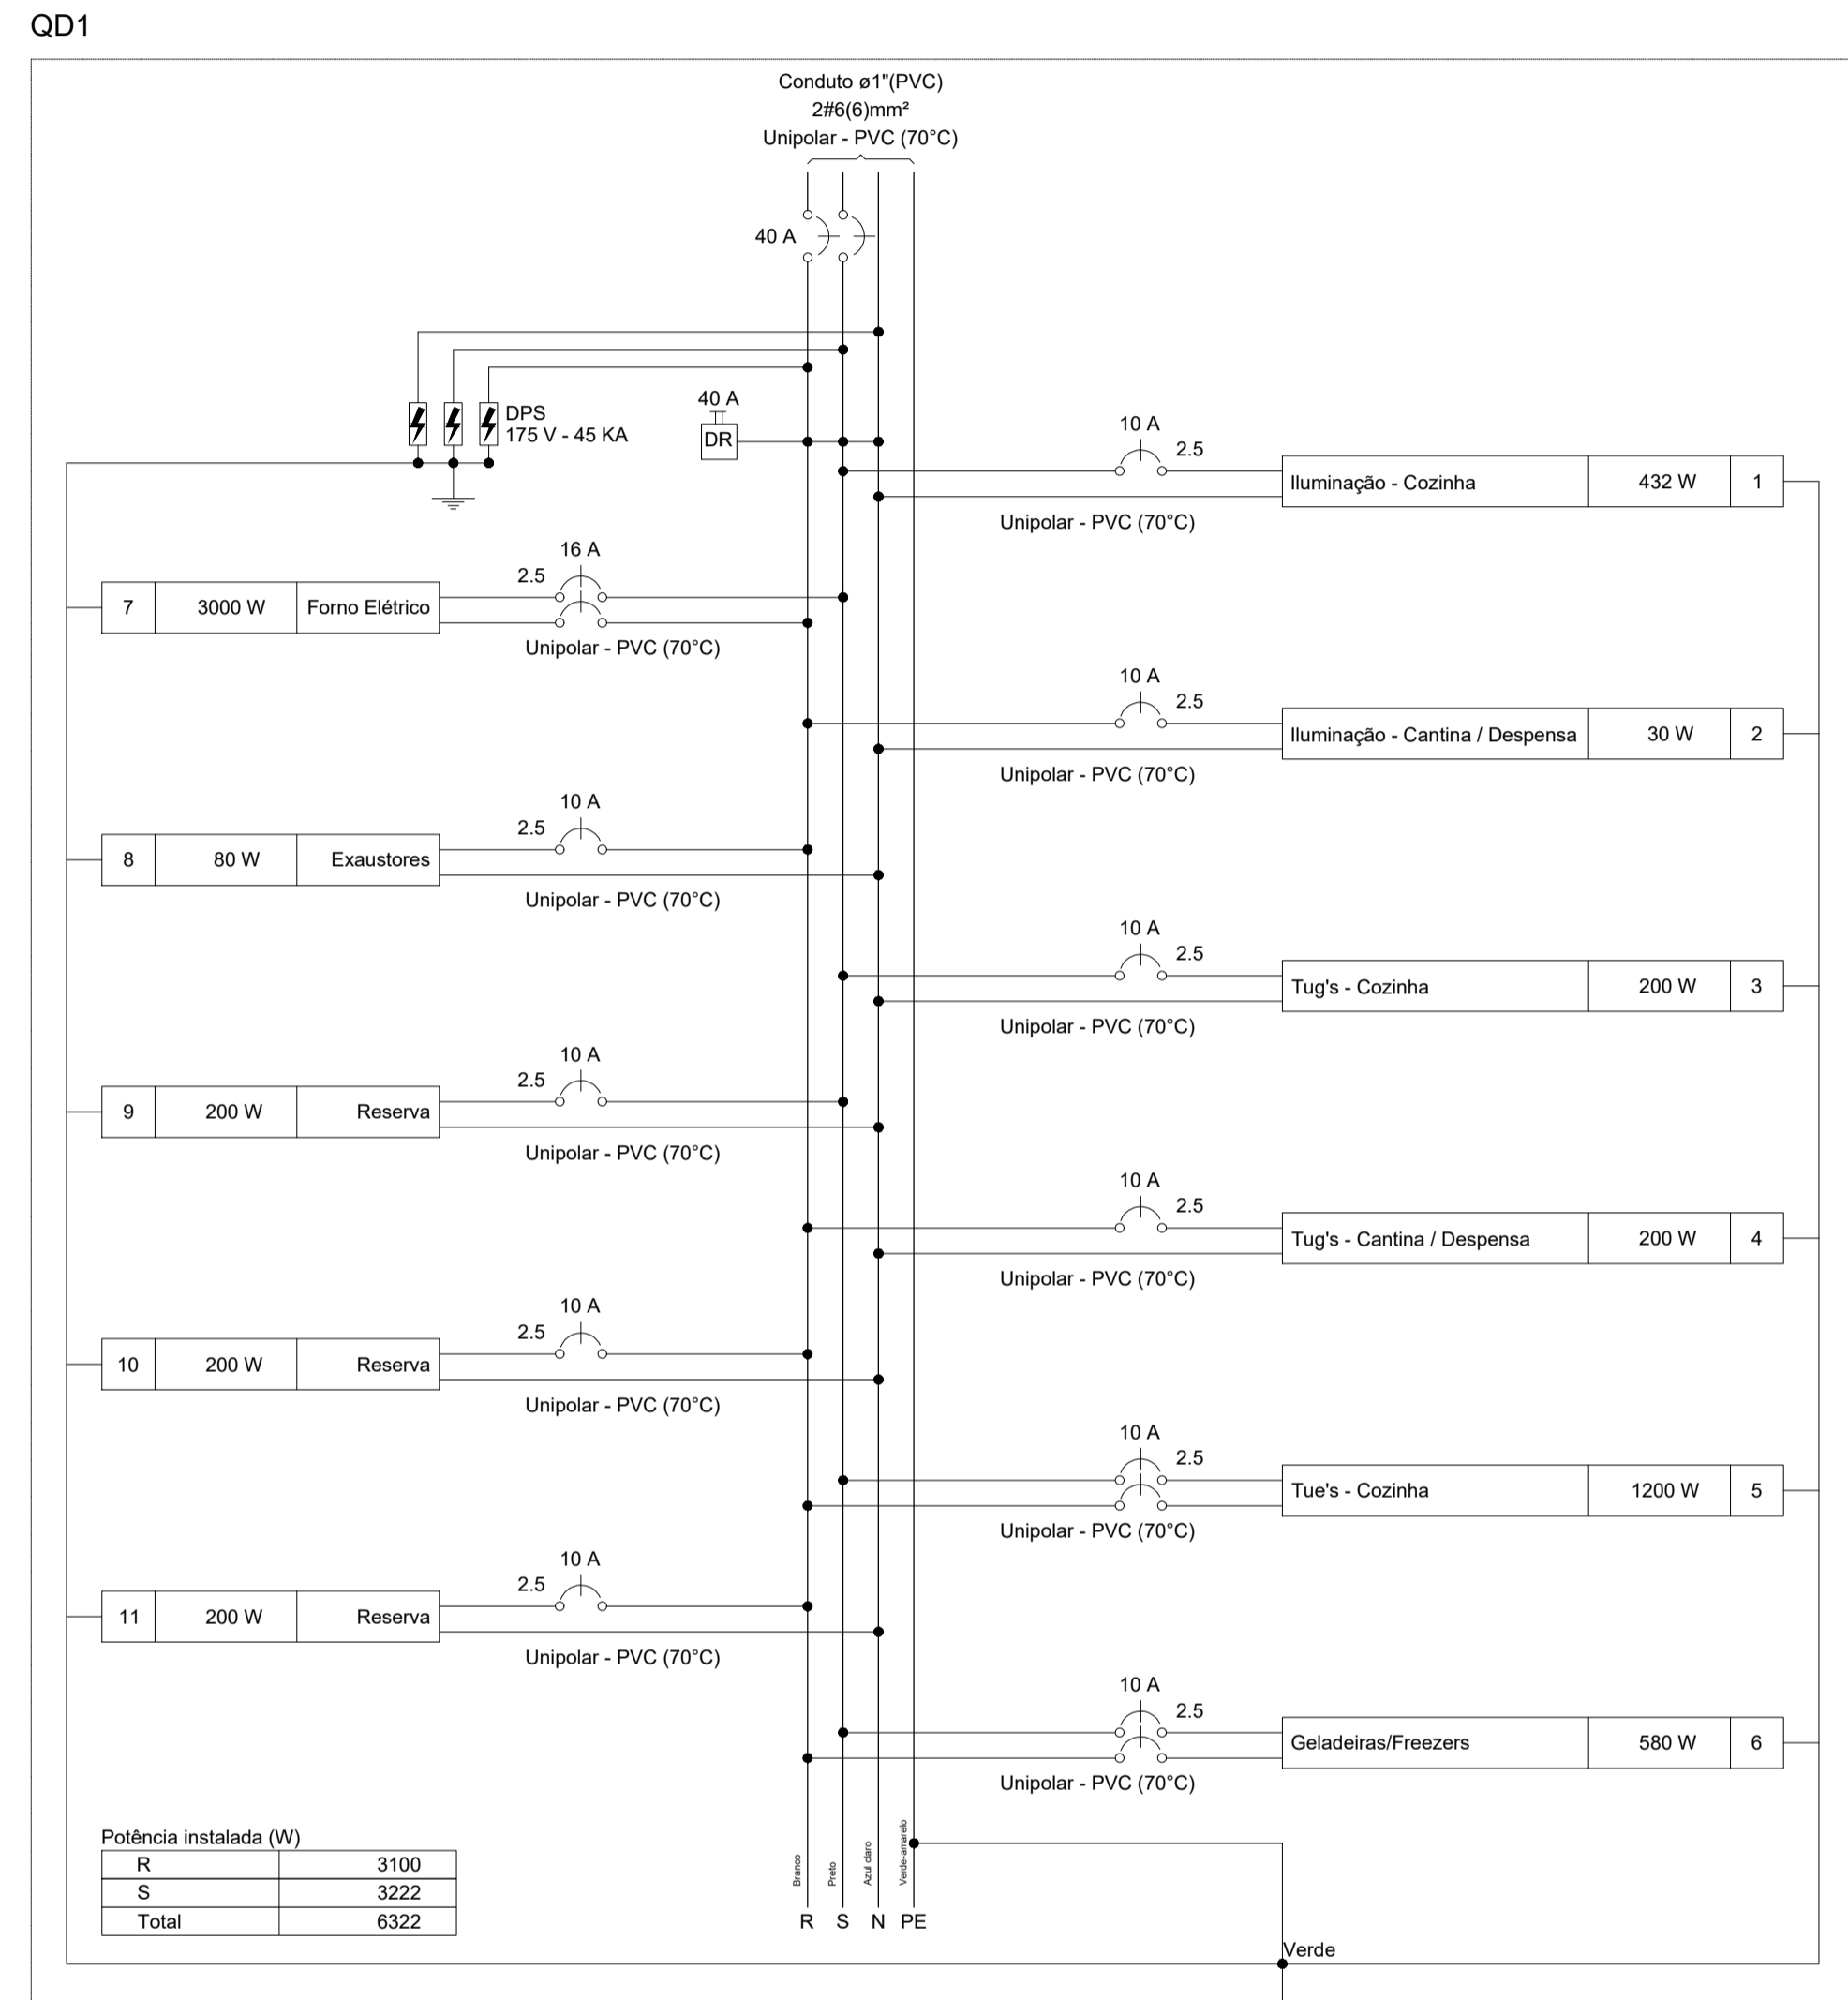 QD1
Conduto ø1"(PVC)
2#6(6)mm²
Unipolar - PVC (70°C)
40 A
DPS
175 V - 45 KA
40 A
DR
10 A
2.5
Iluminação - Cozinha 432 W 1
Unipolar - PVC (70°C)
16 A
2.5
7 3000 W Forno Elétrico
Unipolar - PVC (70°C)
10 A
2.5
Iluminação - Cantina / Despensa 30 W 2
Unipolar - PVC (70°C)
10 A
2.5
8 80 W Exaustores
Unipolar - PVC (70°C)
10 A
2.5
Tug's - Cozinha 200 W 3
Unipolar - PVC (70°C)
10 A
2.5
9 200 W Reserva
Unipolar - PVC (70°C)
10 A
2.5
Tug's - Cantina / Despensa 200 W 4
Unipolar - PVC (70°C)
10 A
2.5
10 200 W Reserva
Unipolar - PVC (70°C)
10 A
2.5
Tue's - Cozinha 1200 W 5
Unipolar - PVC (70°C)
10 A
2.5
11 200 W Reserva
Unipolar - PVC (70°C)
10 A
2.5
Geladeiras/Freezers 580 W 6
Unipolar - PVC (70°C)
Potência instalada (W)
R 3100
S 3222
Total 6322
Branco
Preto
Azul claro
Verde-amarelo
R S N PE
Verde